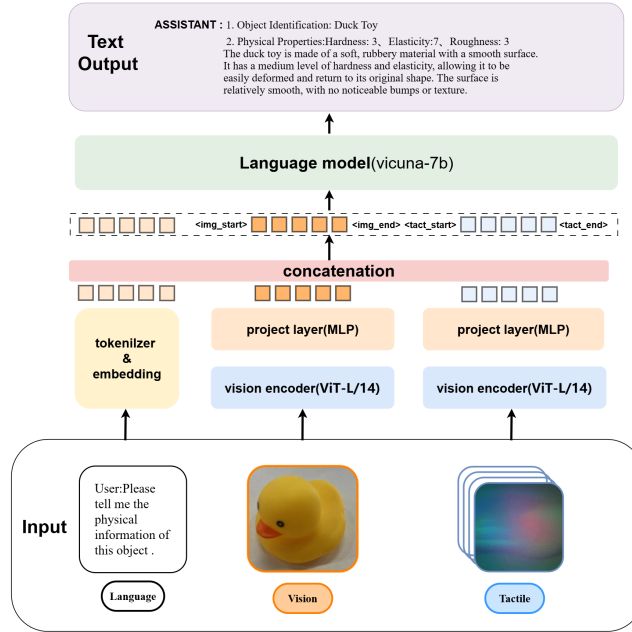 Text
Output
ASSISTANT : 1. Object Identification: Duck Toy
2. Physical Properties:Hardness: 3、Elasticity:7、Roughness: 3
The duck toy is made of a soft, rubbery material with a smooth surface.
It has a medium level of hardness and elasticity, allowing it to be
easily deformed and return to its original shape. The surface is
relatively smooth, with no noticeable bumps or texture.
Language model(vicuna-7b)
<img_start> <img_end> <tact_start> <tact_end>
concatenation
tokenilzer
&
embedding
project layer(MLP)
project layer(MLP)
vision encoder(ViT-L/14)
vision encoder(ViT-L/14)
Input
User:Please
tell me the
physical
information of
this object .
Language
Vision
Tactile